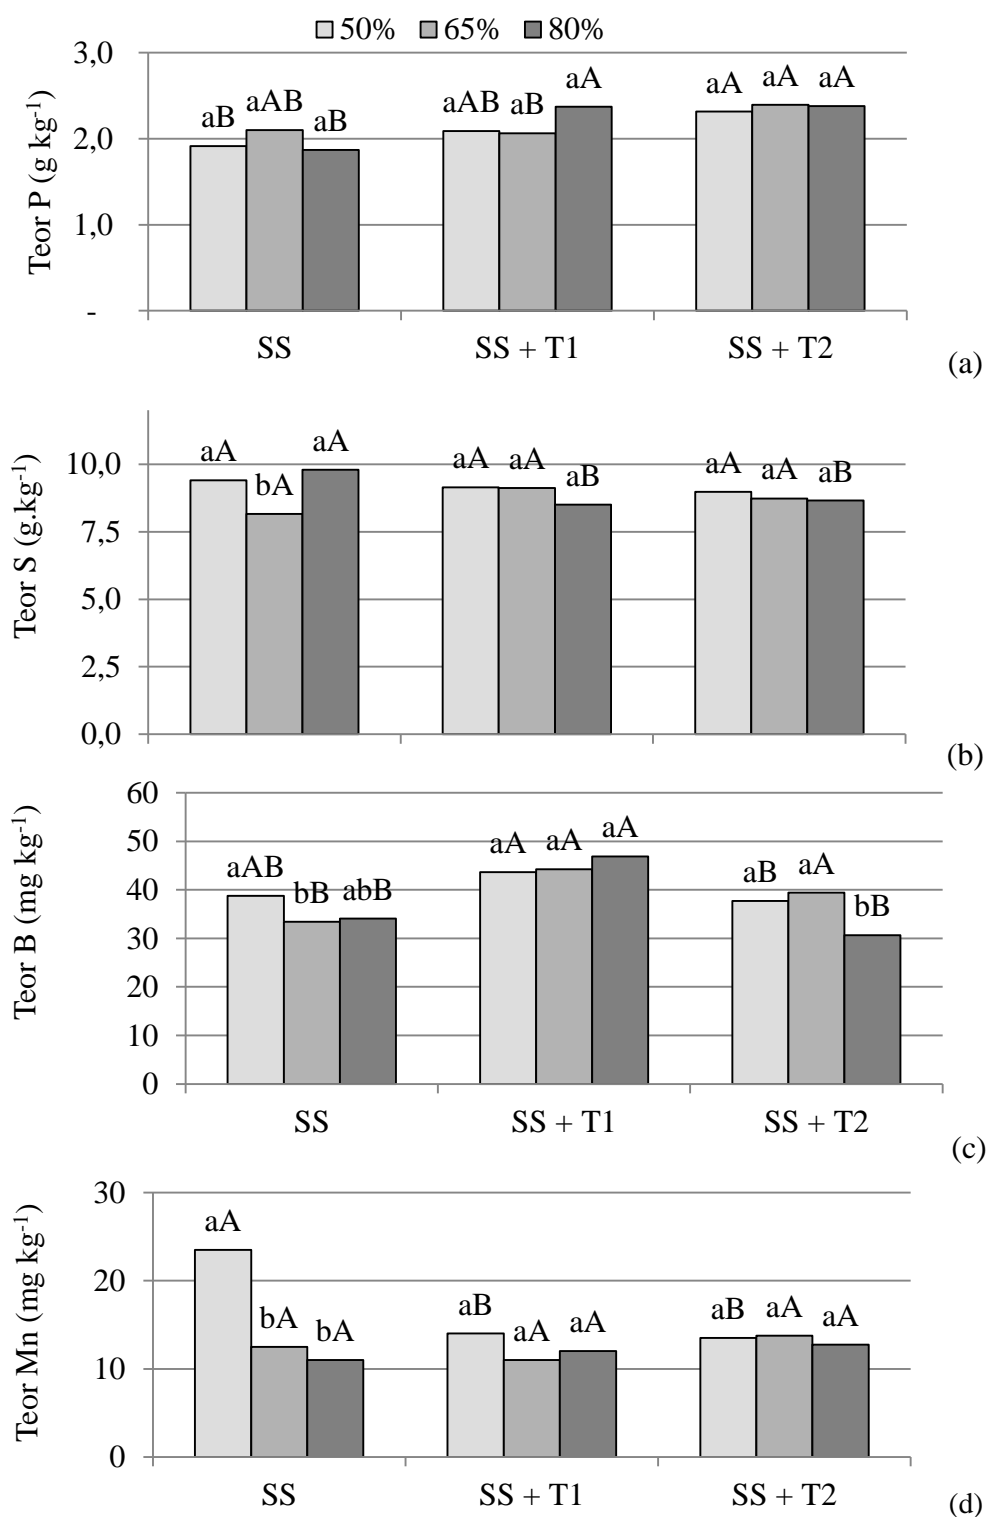 50% 65% 80%
Teor P (g kg⁻¹)
3,0
2,0
1,0
-
aB aAB aB aAB aB aA aA aA aA
SS SS + T1 SS + T2
(a)
Teor S (g.kg⁻¹)
10,0
7,5
5,0
2,5
0,0
aA bA aA aA aA aB aA aA aB
(b)
Teor B (mg kg⁻¹)
60
50
40
30
20
10
0
aAB bB abB aA aA aA aB aA bB
SS SS + T1 SS + T2
(c)
Teor Mn (mg kg⁻¹)
30
20
10
0
aA bA bA aB aA aA aB aA aA
SS SS + T1 SS + T2
(d)